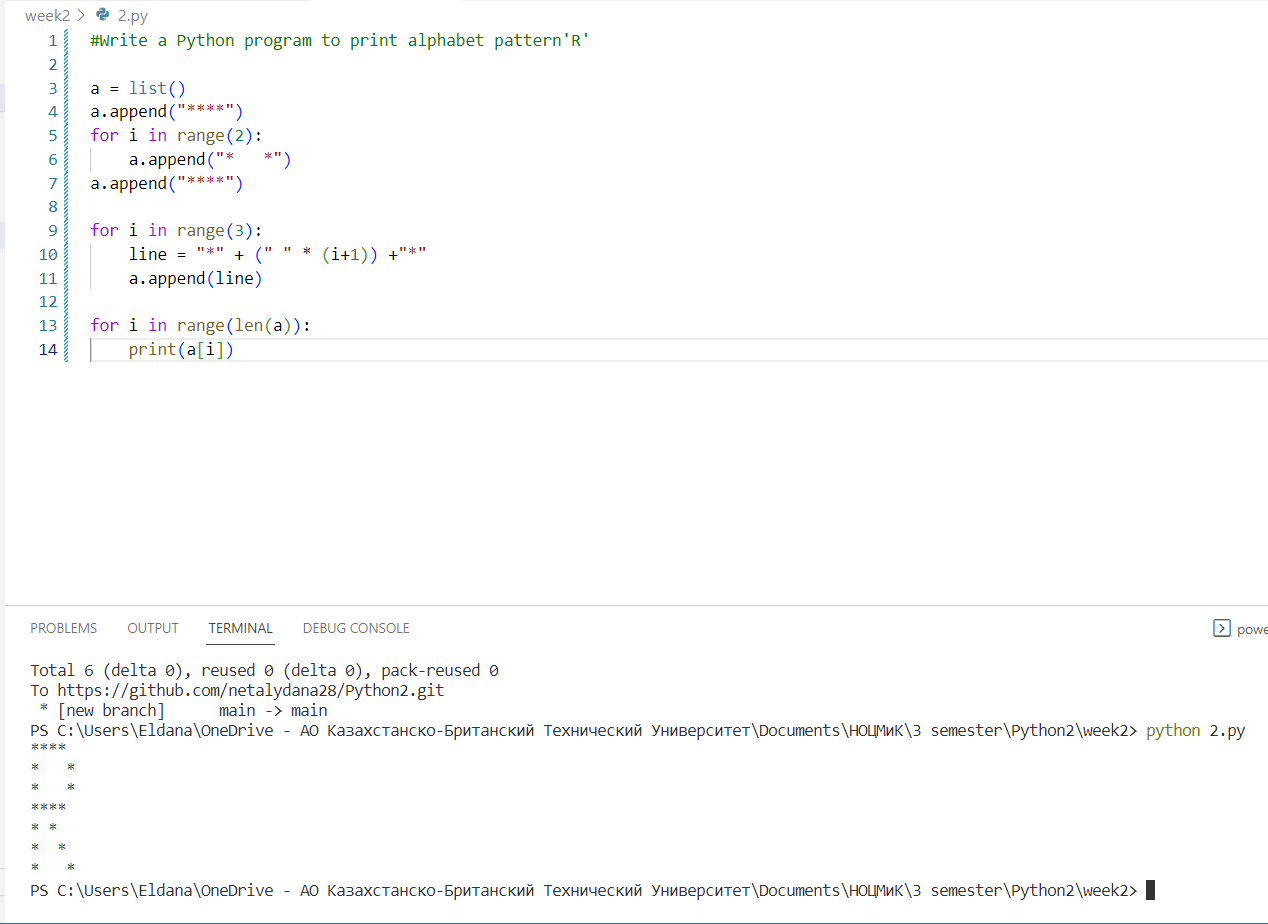 week2 > 2.py
1 #Write a Python program to print alphabet pattern'R'
2
3 a = list()
4 a.append("****")
5 for i in range(2):
6     a.append("*   *")
7 a.append("****")
8
9 for i in range(3):
10     line = "*" + (" " * (i+1)) +"*"
11     a.append(line)
12
13 for i in range(len(a)):
14     print(a[i])
PROBLEMS OUTPUT TERMINAL DEBUG CONSOLE powe
Total 6 (delta 0), reused 0 (delta 0), pack-reused 0
To https://github.com/netalydana28/Python2.git
 * [new branch]      main -> main
PS C:\Users\Eldana\OneDrive - АО Казахстанско-Британский Технический Университет\Documents\НОЦМиК\3 semester\Python2\week2> python 2.py
****
*   *
*   *
****
* *
*  *
*   *
PS C:\Users\Eldana\OneDrive - АО Казахстанско-Британский Технический Университет\Documents\НОЦМиК\3 semester\Python2\week2>